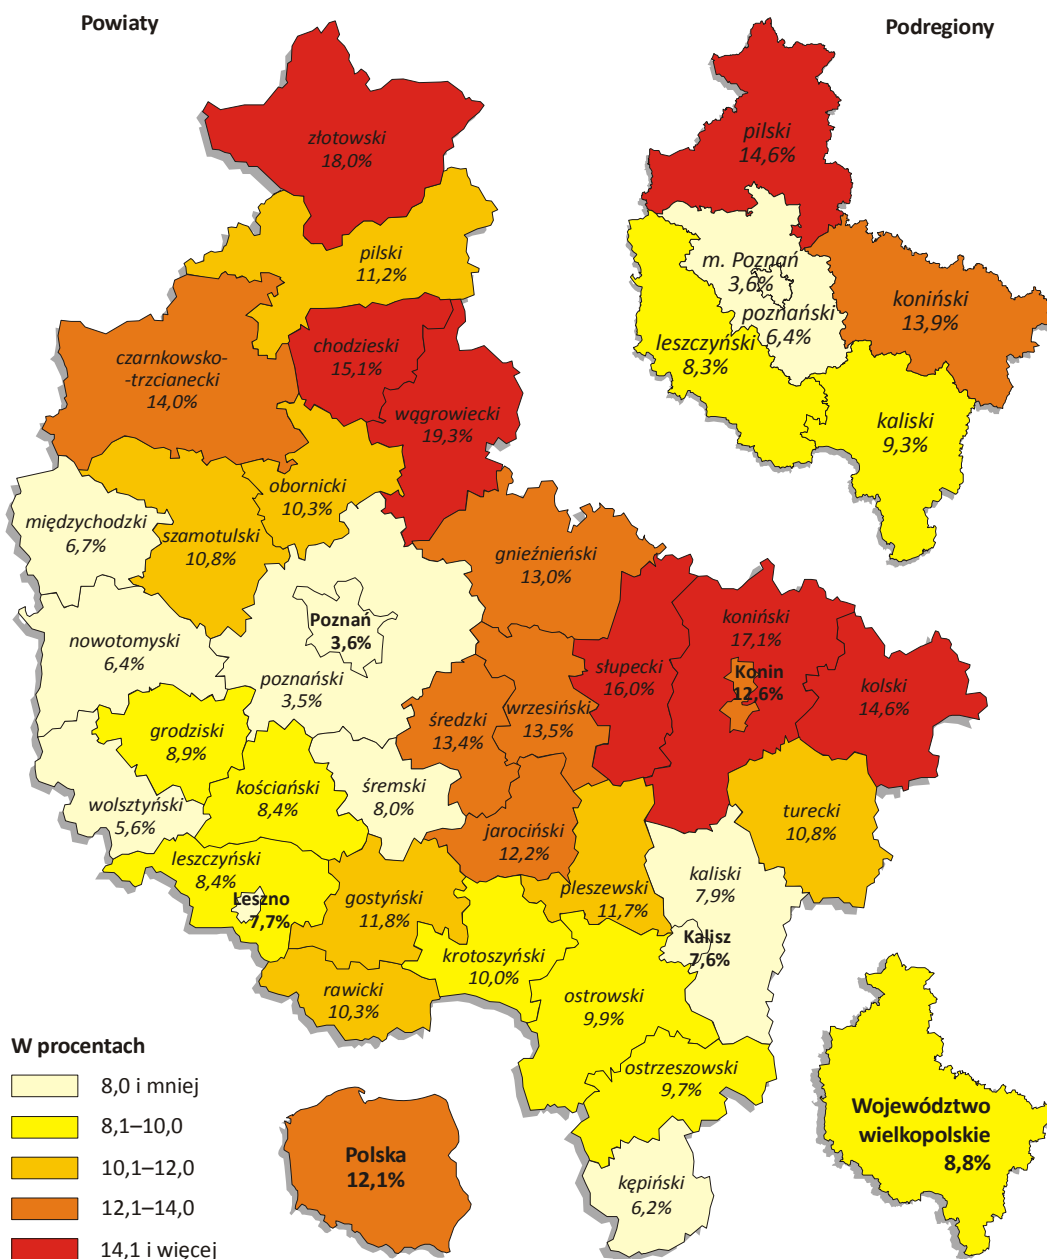 Powiaty
Podregiony
złotowski
18,0%
pilski
11,2%
czarnkowsko-
-trzcianecki
14,0%
chodzieski
15,1%
wągrowiecki
19,3%
obornicki
10,3%
międzychodzki
6,7%
szamotulski
10,8%
gnieźnieński
13,0%
Poznań
3,6%
nowotomyski
6,4%
poznański
3,5%
słupecki
16,0%
koniński
17,1%
Konin
12,6%
kolski
14,6%
grodziski
8,9%
średzki
13,4%
wrzesiński
13,5%
kościański
8,4%
śremski
8,0%
wolsztyński
5,6%
jarociński
12,2%
turecki
10,8%
leszczyński
8,4%
Leszno
7,7%
gostyński
11,8%
pleszewski
11,7%
kaliski
7,9%
Kalisz
7,6%
krotoszyński
10,0%
rawicki
10,3%
ostrowski
9,9%
ostrzeszowski
9,7%
kępiński
6,2%
pilski
14,6%
m. Poznań
3,6%
poznański
6,4%
koniński
13,9%
leszczyński
8,3%
kaliski
9,3%
W procentach
8,0 i mniej
8,1–10,0
10,1–12,0
12,1–14,0
14,1 i więcej
Polska
12,1%
Województwo
wielkopolskie
8,8%